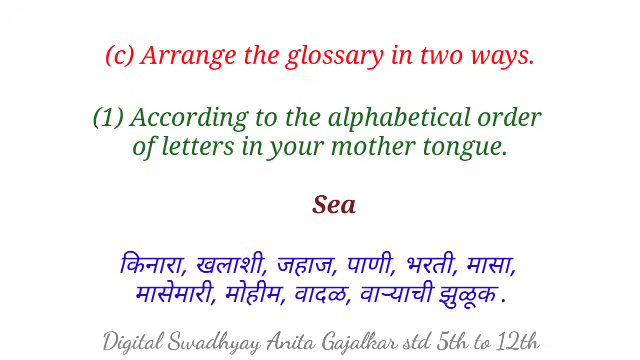 (c) Arrange the glossary in two ways.
(1) According to the alphabetical order
of letters in your mother tongue.
Sea
किनारा, खलाशी, जहाज, पाणी, भरती, मासा,
मासेमारी, मोहीम, वादळ, वाऱ्याची झुळूक .
Digital Swadhyay Anita Gajalkar std 5th to 12th